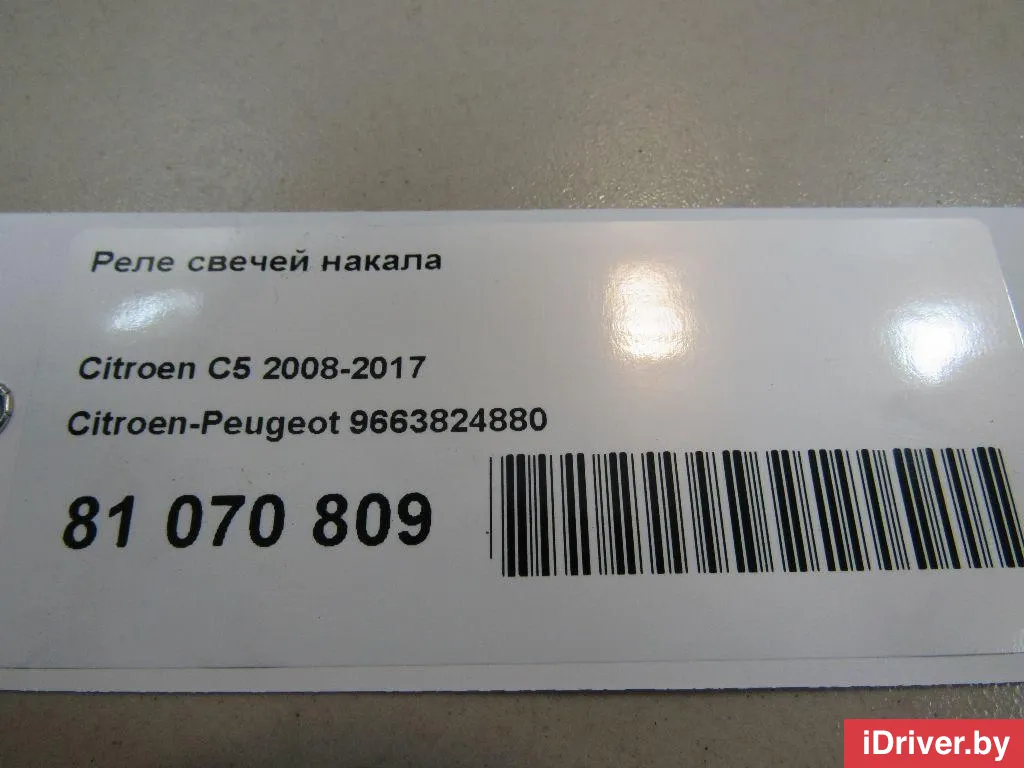 Реле свечей накала
Citroen C5 2008-2017
Citroen-Peugeot 9663824880
81 070 809
iDriver.by